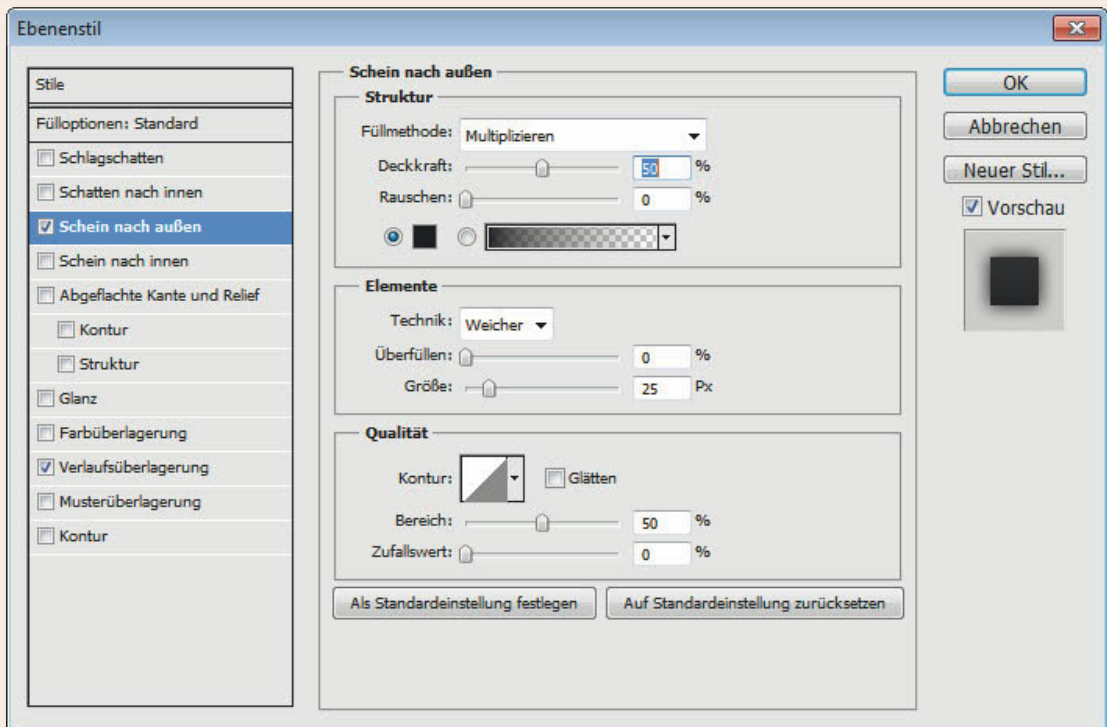 Ebenenstil
Stile
Fülloptionen: Standard
Schlagschatten
Schatten nach innen
Schein nach außen
Schein nach innen
Abgeflachte Kante und Relief
Kontur
Struktur
Glanz
Farbüberlagerung
Verlaufsüberlagerung
Musterüberlagerung
Kontur
Schein nach außen
Struktur
Füllmethode: Multiplizieren
Deckkraft: 50 %
Rauschen: 0 %
Elemente
Technik: Weicher
Überfüllen: 0 %
Größe: 25 Px
Qualität
Kontur: Glätten
Bereich: 50 %
Zufallswert: 0 %
Als Standardeinstellung festlegen Auf Standardeinstellung zurücksetzen
OK
Abbrechen
Neuer Stil...
Vorschau